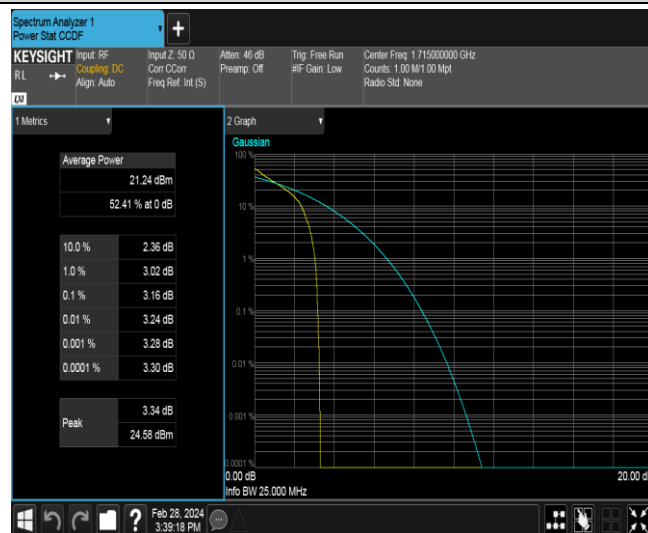 Spectrum Analyzer 1
Power Stat CCDF
+
KEYSIGHT Input: RF Input Z: 50 Ω Atten: 46 dB Trig: Free Run Center Freq: 1.715000000 GHz
RL Coupling: DC Corr CCorr Preamp: Off #IF Gain: Low Counts: 1.00 M/1.00 Mpt
Align: Auto Freq Ref: Int (S) Radio Std: None
LXI
1 Metrics
Average Power
21.24 dBm
52.41 % at 0 dB
10.0 % 2.36 dB
1.0 % 3.02 dB
0.1 % 3.16 dB
0.01 % 3.24 dB
0.001 % 3.28 dB
0.0001 % 3.30 dB
Peak 3.34 dB
24.58 dBm
2 Graph
Gaussian
100 %
10 %
1 %
0.1 %
0.01 %
0.001 %
0.0001 %
0.00 dB 20.00 d
Info BW 25.000 MHz
? Feb 28, 2024
3:39:18 PM